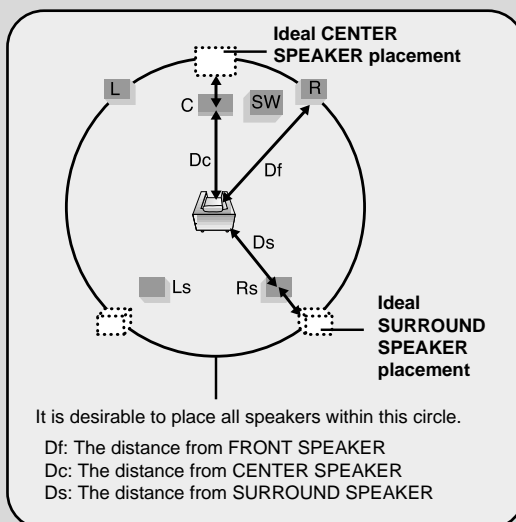 Ideal CENTER
SPEAKER placement
L
R
C
SW
Dc
Df
Ds
Ls
Rs
Ideal
SURROUND
SPEAKER
placement
It is desirable to place all speakers within this circle.
Df: The distance from FRONT SPEAKER
Dc: The distance from CENTER SPEAKER
Ds: The distance from SURROUND SPEAKER